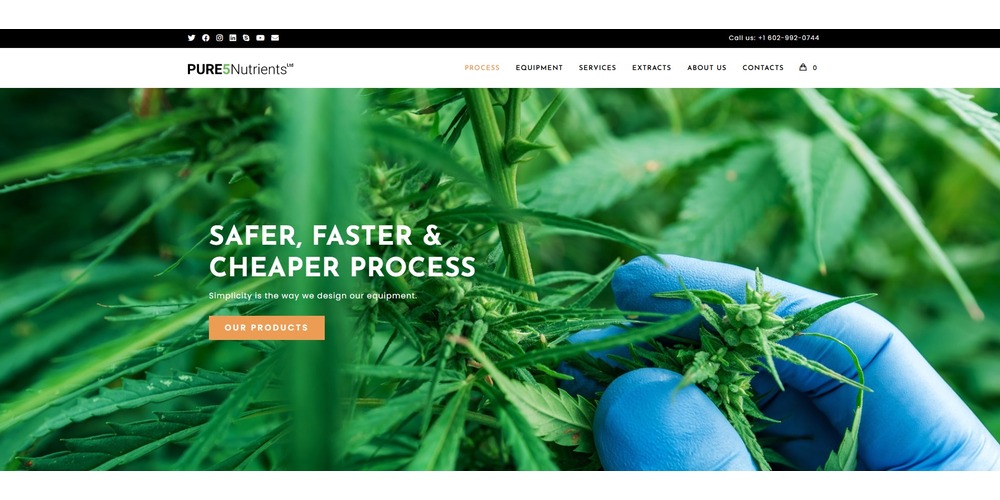 Call us: +1 602-992-0744
PURE5Nutrients Ltd
PROCESS EQUIPMENT SERVICES EXTRACTS ABOUT US CONTACTS 0
SAFER, FASTER &
CHEAPER PROCESS
Simplicity is the way we design our equipment.
OUR PRODUCTS